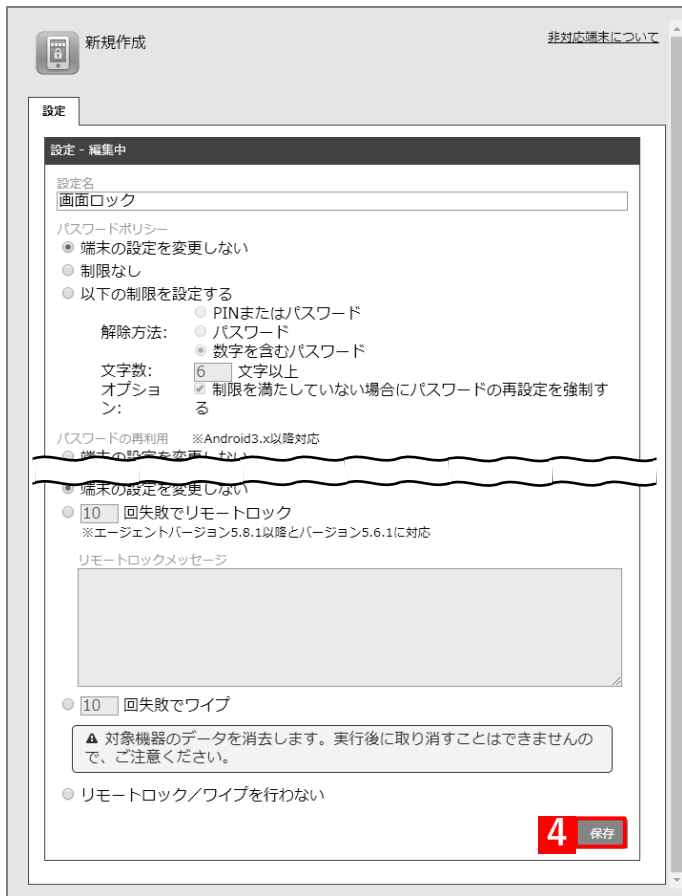 新規作成
非対応端末について
設定
設定 - 編集中
設定名
画面ロック
パスワードポリシー
端末の設定を変更しない
制限なし
以下の制限を設定する
PINまたはパスワード
解除方法: パスワード
数字を含むパスワード
文字数: 6 文字以上
オプショ 制限を満たしていない場合にパスワードの再設定を強制す
ン: る
パスワードの再利用 ※Android3.x以降対応
端末の設定を変更しない
端末の設定を変更しない
10 回失敗でリモートロック
※エージェントバージョン5.8.1以降とバージョン5.6.1に対応
リモートロックメッセージ
10 回失敗でワイプ
対象機器のデータを消去します。実行後に取り消すことはできませんの
で、ご注意ください。
リモートロック／ワイプを行わない
4 保存